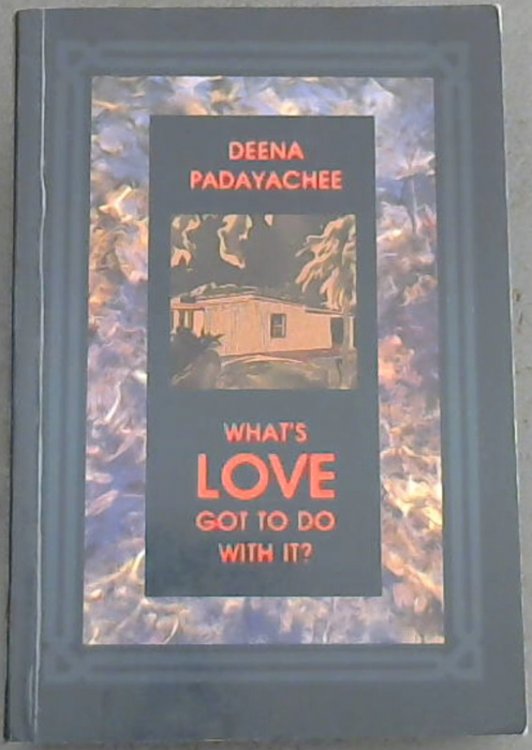 DEENA
PADAYACHEE
WHAT'S
LOVE
GOT TO DO
WITH IT?